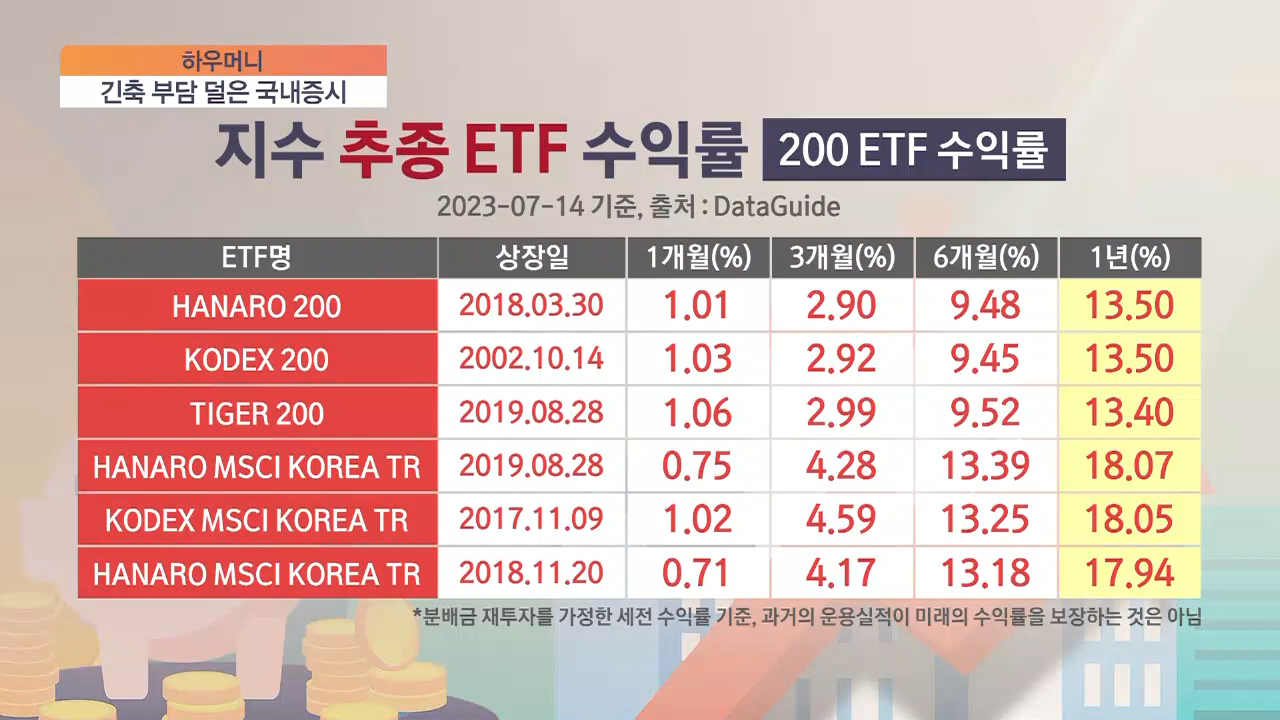 하우머니
긴축 부담 덜은 국내증시
지수 추종 ETF 수익률 200 ETF 수익률
2023-07-14 기준, 출처 : DataGuide
ETF명 상장일 1개월(%) 3개월(%) 6개월(%) 1년(%)
HANARO 200 2018.03.30 1.01 2.90 9.48 13.50
KODEX 200 2002.10.14 1.03 2.92 9.45 13.50
TIGER 200 2019.08.28 1.06 2.99 9.52 13.40
HANARO MSCI KOREA TR 2019.08.28 0.75 4.28 13.39 18.07
KODEX MSCI KOREA TR 2017.11.09 1.02 4.59 13.25 18.05
HANARO MSCI KOREA TR 2018.11.20 0.71 4.17 13.18 17.94
*분배금 재투자를 가정한 세전 수익률 기준, 과거의 운용실적이 미래의 수익률을 보장하는 것은 아님